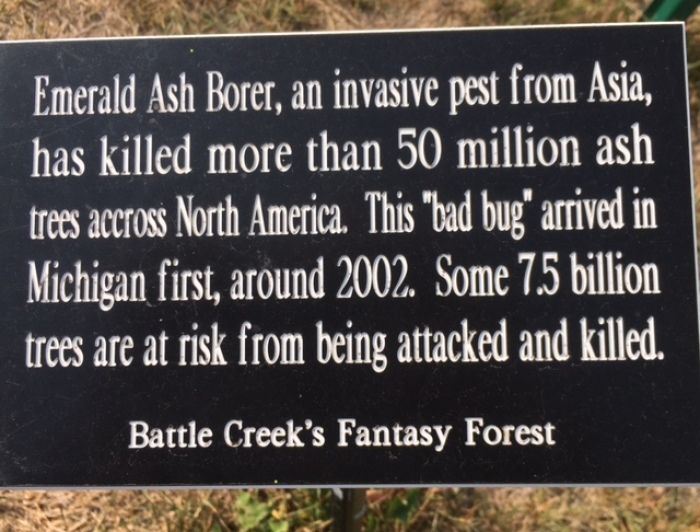 Emerald Ash Borer, an invasive pest from Asia,
has killed more than 50 million ash
trees accross North America. This "bad bug" arrived in
Michigan first, around 2002. Some 7.5 billion
trees are at risk from being attacked and killed.
Battle Creek's Fantasy Forest